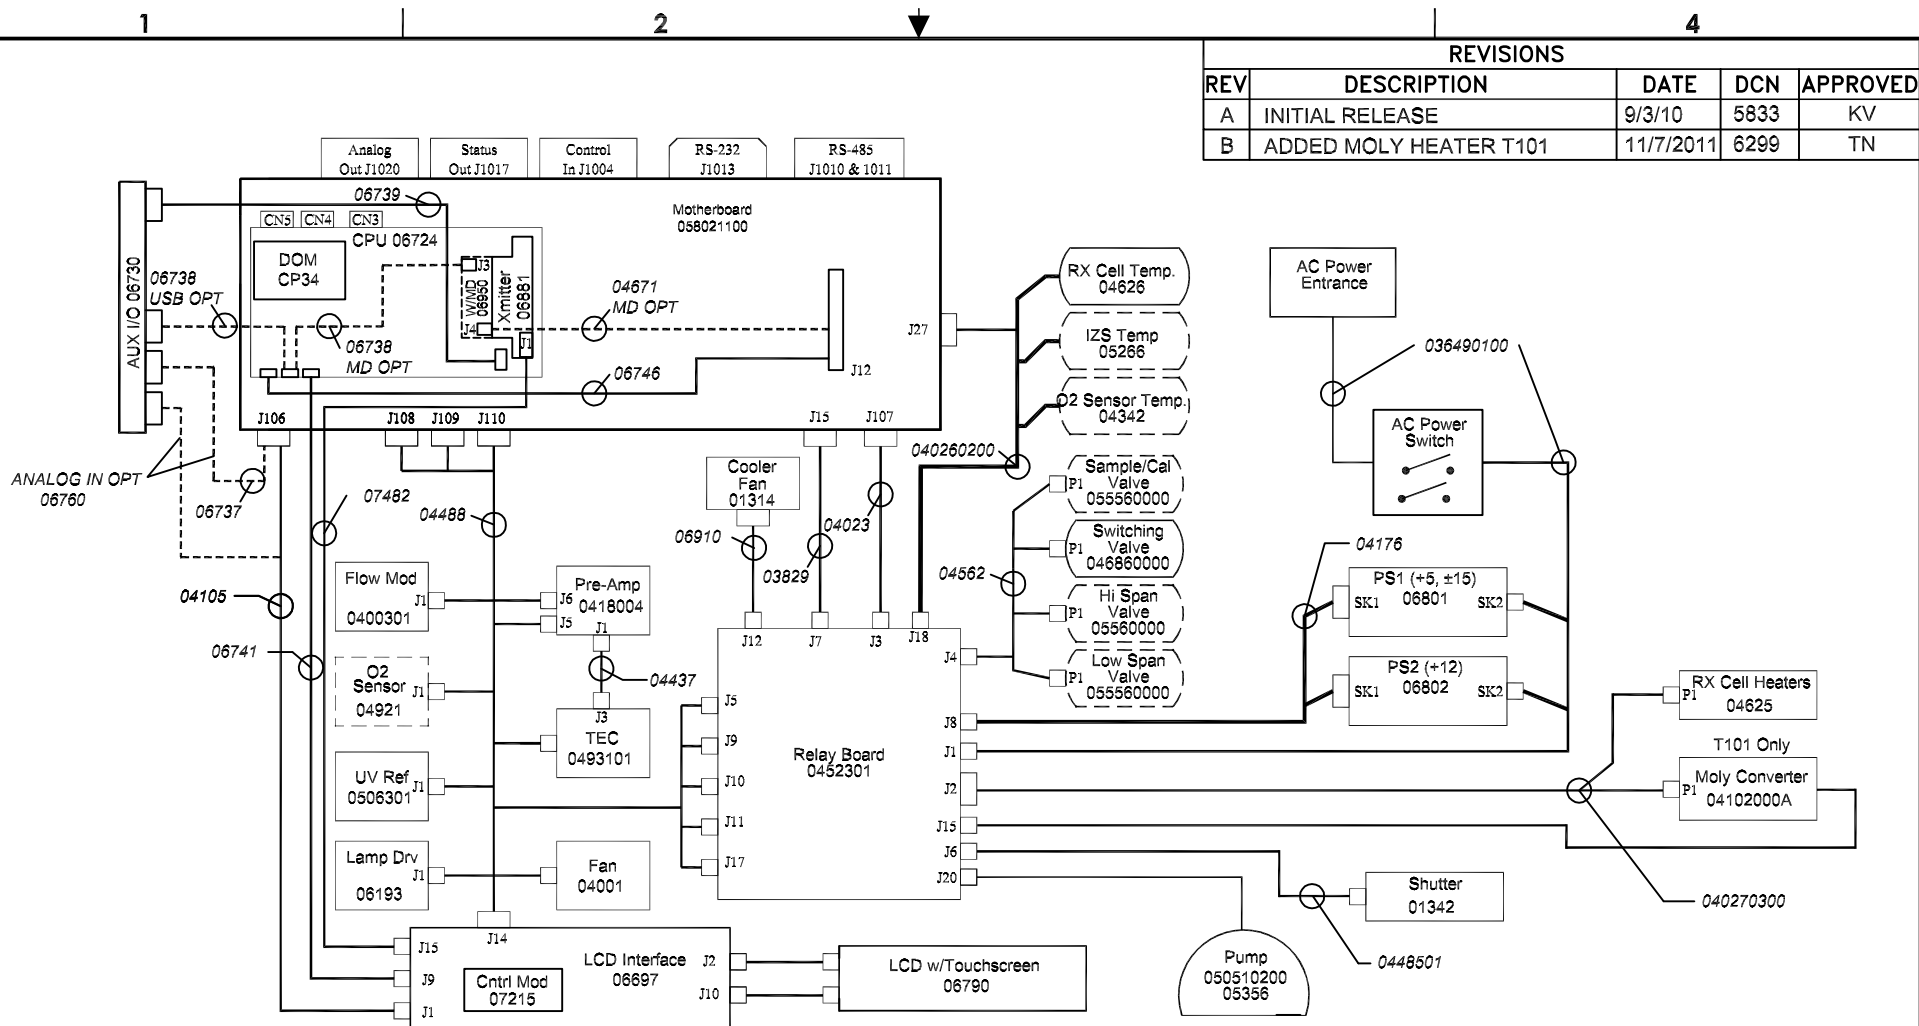 1
2
4
REVISIONS
REV DESCRIPTION DATE DCN APPROVED
A INITIAL RELEASE 9/3/10 5833 KV
B ADDED MOLY HEATER T101 11/7/2011 6299 TN
Analog
Out J1020
Status
Out J1017
Control
In J1004
RS-232
J1013
RS-485
J1010 & 1011
06739
Motherboard
058021100
CN5
CN4
CN3
CPU 06724
DOM
CP34
AUX I/O 06730
06738
USB OPT
06738
MD OPT
J3
W/MD
06950
Xmitter
06881
J4
J1
04671
MD OPT
06746
J12
J27
J106
J108
J109
J110
J15
J107
ANALOG IN OPT
06760
06737
07482
04488
04105
06741
RX Cell Temp.
04626
IZS Temp
05266
O2 Sensor Temp.
04342
040260200
AC Power
Entrance
036490100
AC Power
Switch
Cooler
Fan
01314
06910
03829
04023
Sample/Cal
Valve
055560000
P1
Switching
Valve
046860000
P1
Hi Span
Valve
05560000
P1
Low Span
Valve
055560000
P1
04562
04176
PS1 (+5, ±15)
06801
SK1
SK2
PS2 (+12)
06802
SK1
SK2
Flow Mod
J1
0400301
Pre-Amp
0418004
J6
J5
J1
04437
O2
Sensor
J1
04921
J3
TEC
0493101
UV Ref
J1
0506301
Lamp Drv
J1
06193
Fan
04001
J12
J7
J3
J18
J4
J5
J9
J10
J11
J17
Relay Board
0452301
J8
J1
J2
J15
J6
J20
RX Cell Heaters
P1
04625
T101 Only
Moly Converter
P1
04102000A
040270300
Shutter
01342
0448501
Pump
050510200
05356
J14
J15
J9
J1
Cntrl Mod
07215
LCD Interface
06697
J2
J10
LCD w/Touchscreen
06790